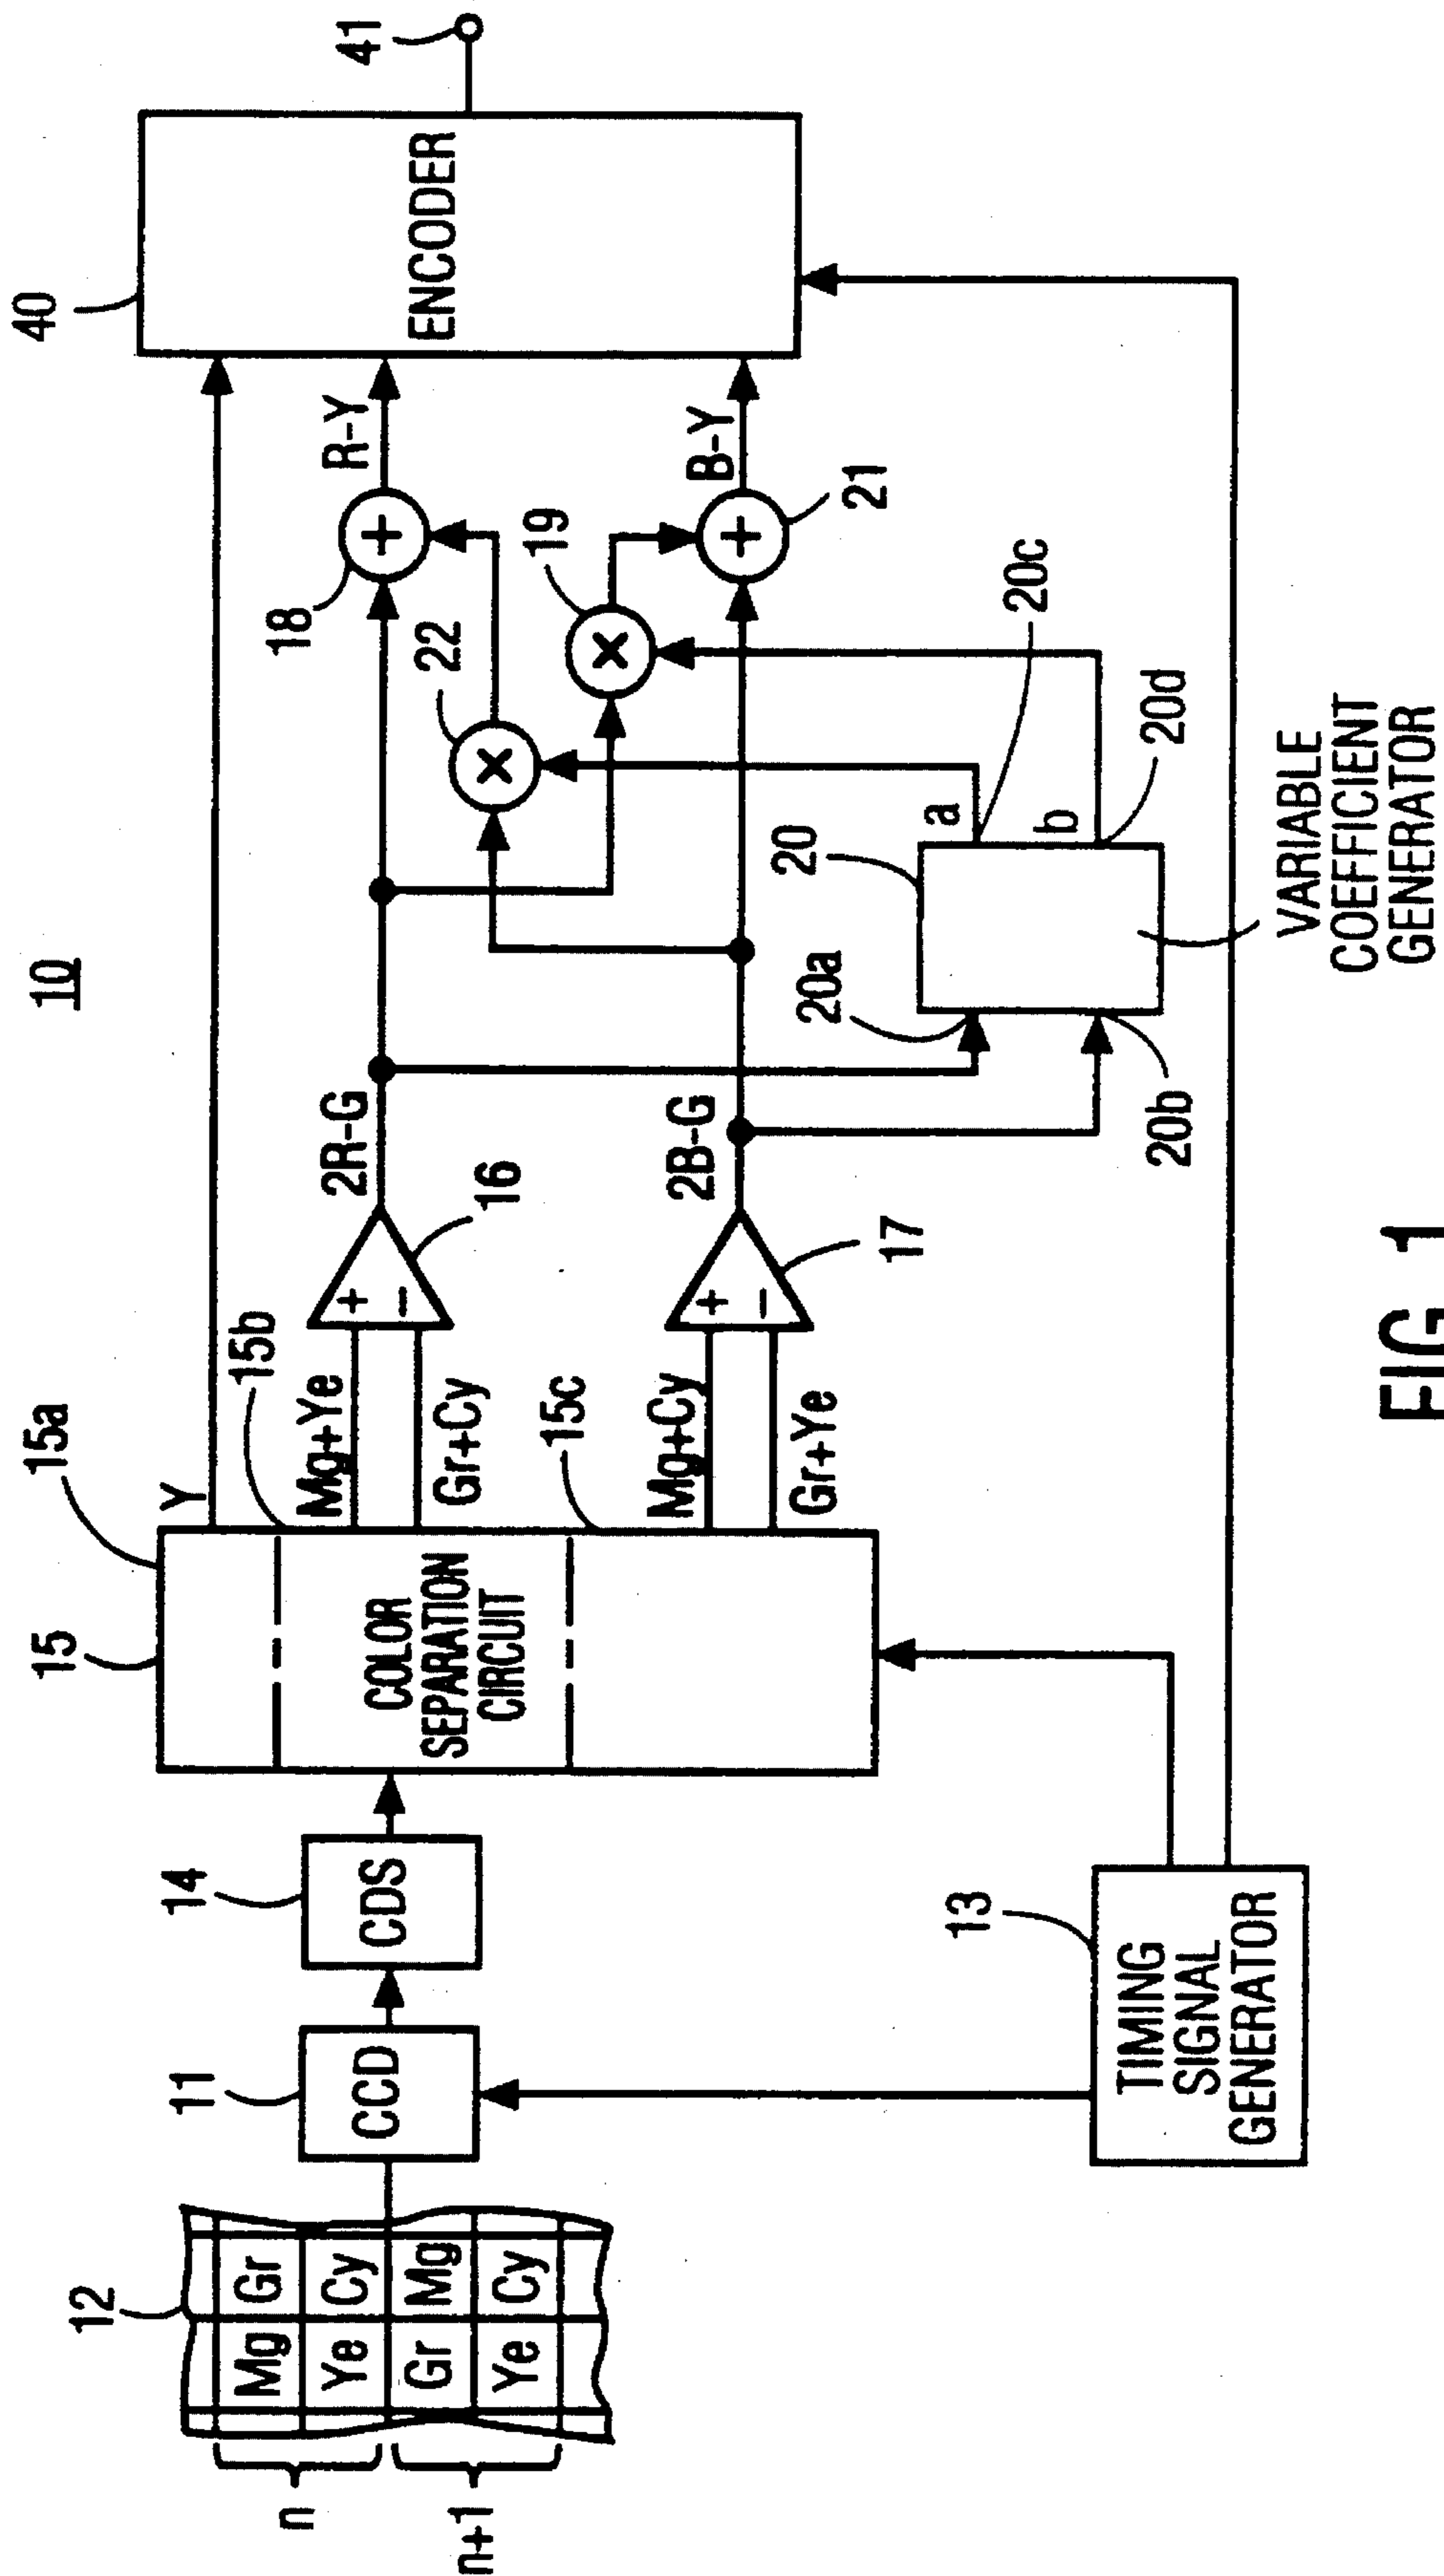 10
12
Mg Gr
Ye Cy
Gr Mg
Ye Cy
n
n+1
11
CCD
14
CDS
15
15a
15b
15c
COLOR
SEPARATION
CIRCUIT
Y
Mg+Ye
Gr+Cy
Mg+Cy
Gr+Ye
+
−
16
2R-G
+
−
17
2B-G
18
+
R-Y
22
×
19
×
+
21
B-Y
20
20a
20b
a
20c
b
20d
VARIABLE
COEFFICIENT
GENERATOR
13
TIMING
SIGNAL
GENERATOR
40
ENCODER
41
FIG. 1